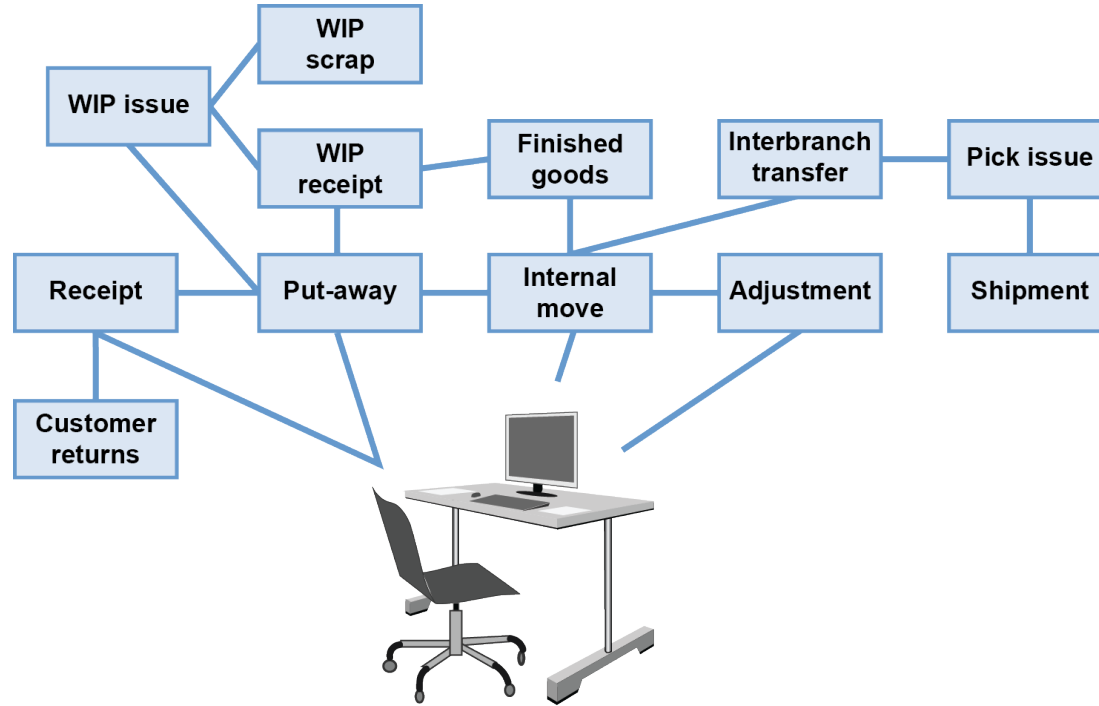 WIP
scrap
WIP issue
WIP
receipt
Finished
goods
Interbranch
transfer
Pick issue
Receipt
Put-away
Internal
move
Adjustment
Shipment
Customer
returns